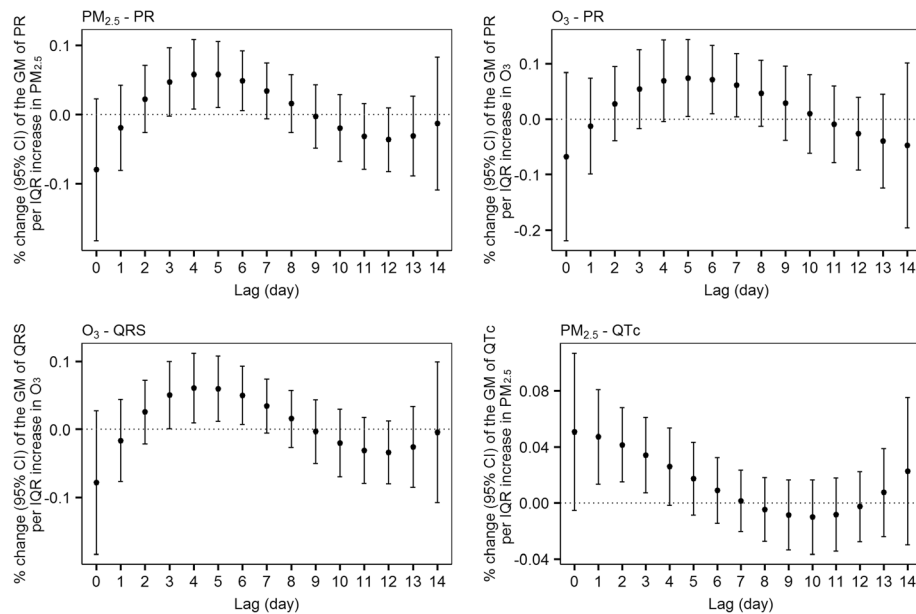 PM2.5 - PR
% change (95% CI) of the GM of PR
per IQR increase in PM2.5
0.1
0.0
-0.1
0 1 2 3 4 5 6 7 8 9 10 11 12 13 14
Lag (day)
O3 - PR
% change (95% CI) of the GM of PR
per IQR increase in O3
0.1
0.0
-0.1
-0.2
0 1 2 3 4 5 6 7 8 9 10 11 12 13 14
Lag (day)
O3 - QRS
% change (95% CI) of the GM of QRS
per IQR increase in O3
0.1
0.0
-0.1
0 1 2 3 4 5 6 7 8 9 10 11 12 13 14
Lag (day)
PM2.5 - QTc
% change (95% CI) of the GM of QTc
per IQR increase in PM2.5
0.08
0.04
0.00
-0.04
0 1 2 3 4 5 6 7 8 9 10 11 12 13 14
Lag (day)